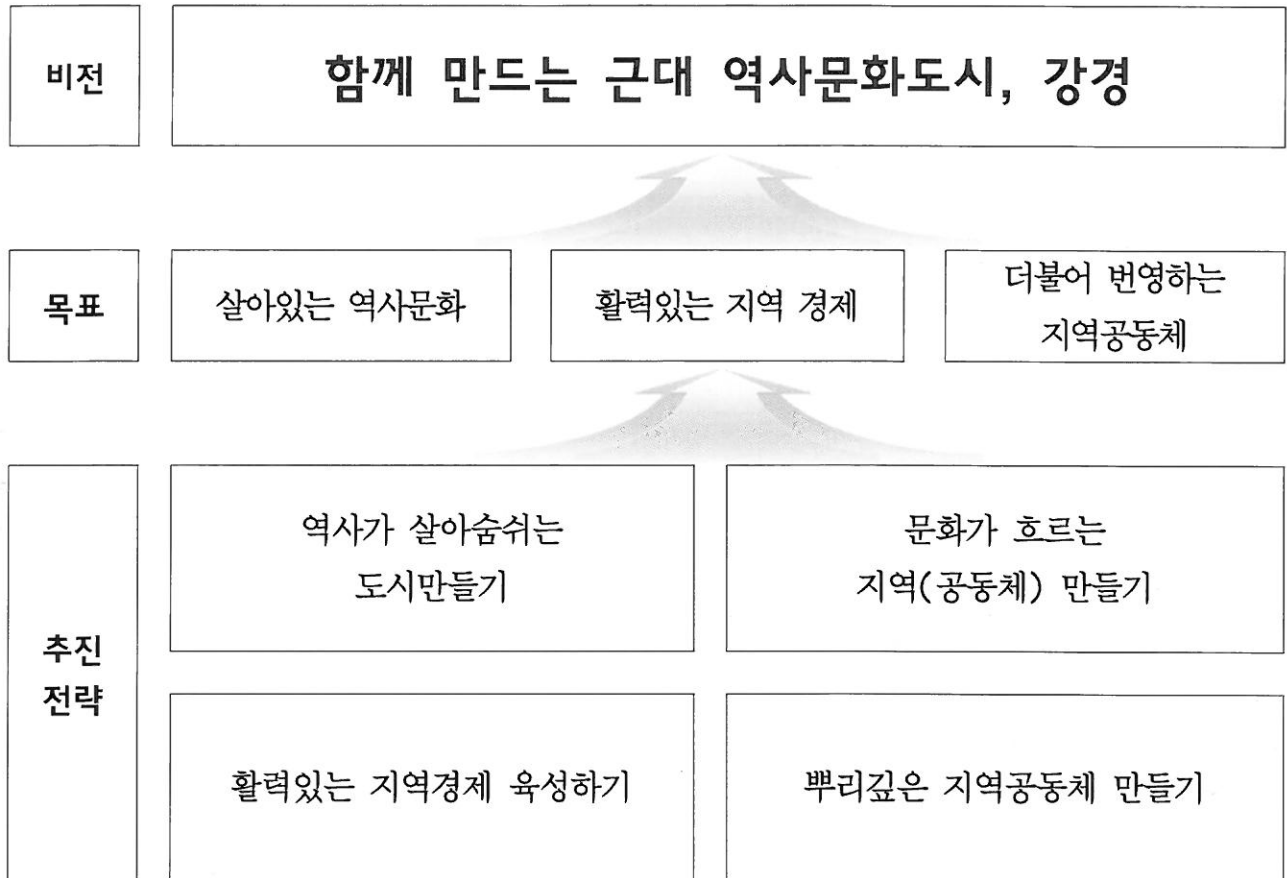 비전
함께 만드는 근대 역사문화도시, 강경
목표
살아있는 역사문화
활력있는 지역 경제
더불어 번영하는
지역공동체
추진
전략
역사가 살아숨쉬는
도시만들기
문화가 흐르는
지역(공동체) 만들기
활력있는 지역경제 육성하기
뿌리깊은 지역공동체 만들기